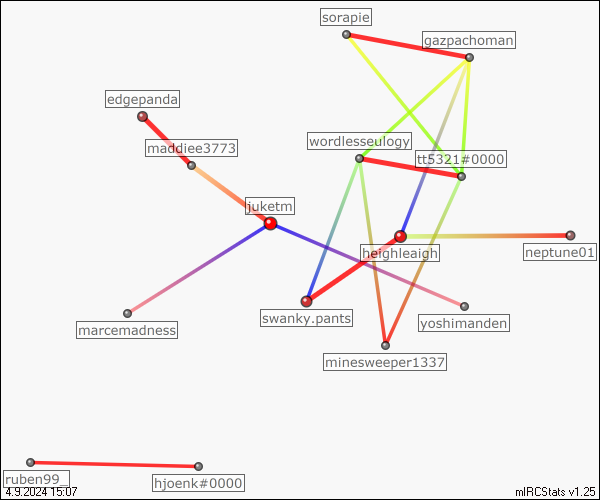 sorapie
gazpachoman
edgepanda
wordlesseulogy
maddiee3773
tt5321#0000
juketm
heighleaigh
neptune01
swanky.pants
yoshimanden
marcemadness
minesweeper1337
ruben99_
hjoenk#0000
4.9.2024 15:07
mIRCStats v1.25